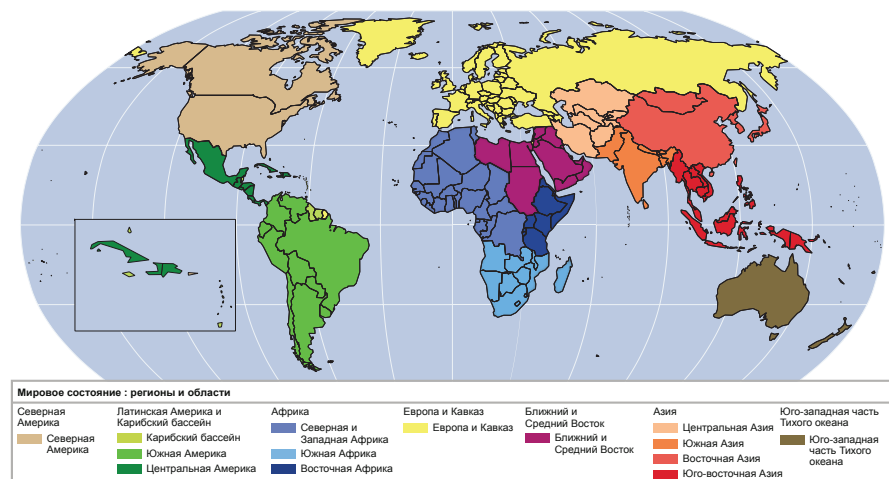 Мировое состояние : регионы и области
Северная
Америка
Северная
Америка
Латинская Америка и
Карибский бассейн
Карибский бассейн
Южная Америка
Центральная Америка
Африка
Северная и
Западная Африка
Южная Африка
Восточная Африка
Европа и Кавказ
Европа и Кавказ
Ближний и
Средний Восток
Ближний и
Средний Восток
Азия
Центральная Азия
Южная Азия
Восточная Азия
Юго-восточная Азия
Юго-западная часть
Тихого океана
Юго-западная
часть Тихого
океана